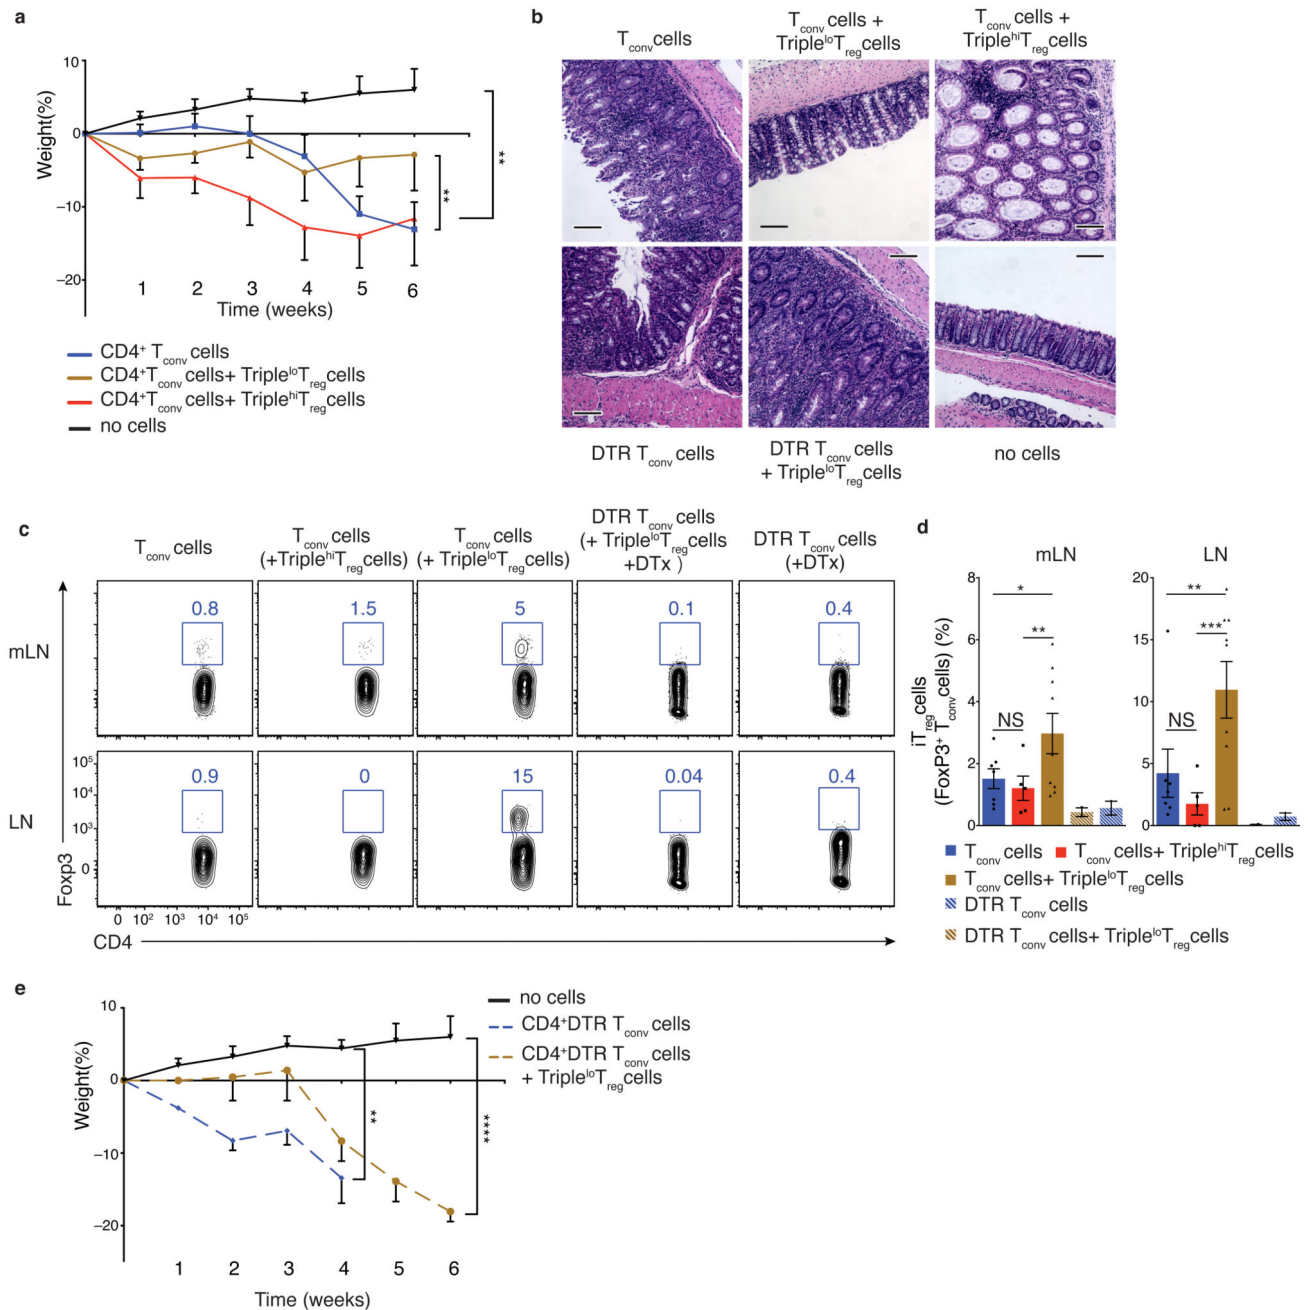 a
10
0
−10
−20
Weight(%)
1 2 3 4 5 6
Time (weeks)
**
**
CD4⁺ Tconv cells
CD4⁺Tconv cells+ TripleˡᵒTreg cells
CD4⁺Tconv cells+ TripleʰⁱTreg cells
no cells
b
Tconv cells
Tconv cells +
TripleˡᵒTreg cells
Tconv cells +
TripleʰⁱTreg cells
DTR Tconv cells
DTR Tconv cells
+ TripleˡᵒTreg cells
no cells
c
Tconv cells
Tconv cells
(+TripleʰⁱTreg cells)
Tconv cells
(+ TripleˡᵒTreg cells)
DTR Tconv cells
(+ TripleˡᵒTreg cells
+DTx )
DTR Tconv cells
(+DTx)
mLN
0.8 1.5 5 0.1 0.4
LN
0.9 0 15 0.04 0.4
10⁵
10⁴
10³
0
Foxp3
0 10² 10³ 10⁴ 10⁵
CD4
d
mLN
LN
iTreg cells
(FoxP3⁺ Tconv cells) (%)
8
6
4
2
0
*
**
NS
20
15
10
5
0
**
***
NS
Tconv cells
Tconv cells+ TripleʰⁱTreg cells
Tconv cells+ TripleˡᵒTreg cells
DTR Tconv cells
DTR Tconv cells+ TripleˡᵒTreg cells
e
10
0
−10
−20
Weight(%)
1 2 3 4 5 6
Time (weeks)
**
****
no cells
CD4⁺DTR Tconv cells
CD4⁺DTR Tconv cells
+ TripleˡᵒTreg cells